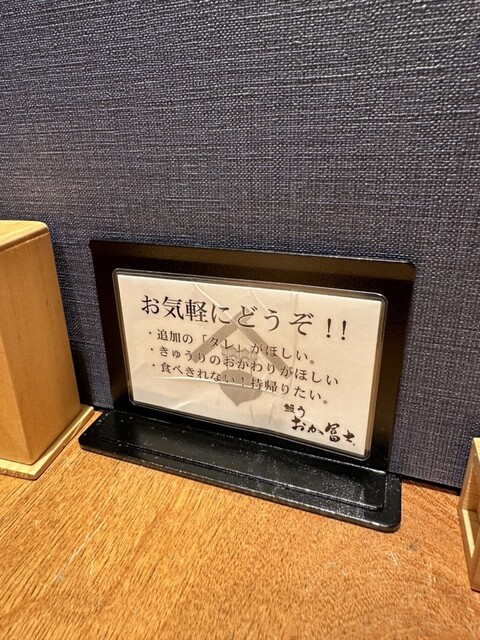 お気軽にどうぞ!!
・追加の「タレ」がほしい。
・きゅうりのおかわりがほしい
・食べきれない！持帰りたい。
鰻う
おか冨士